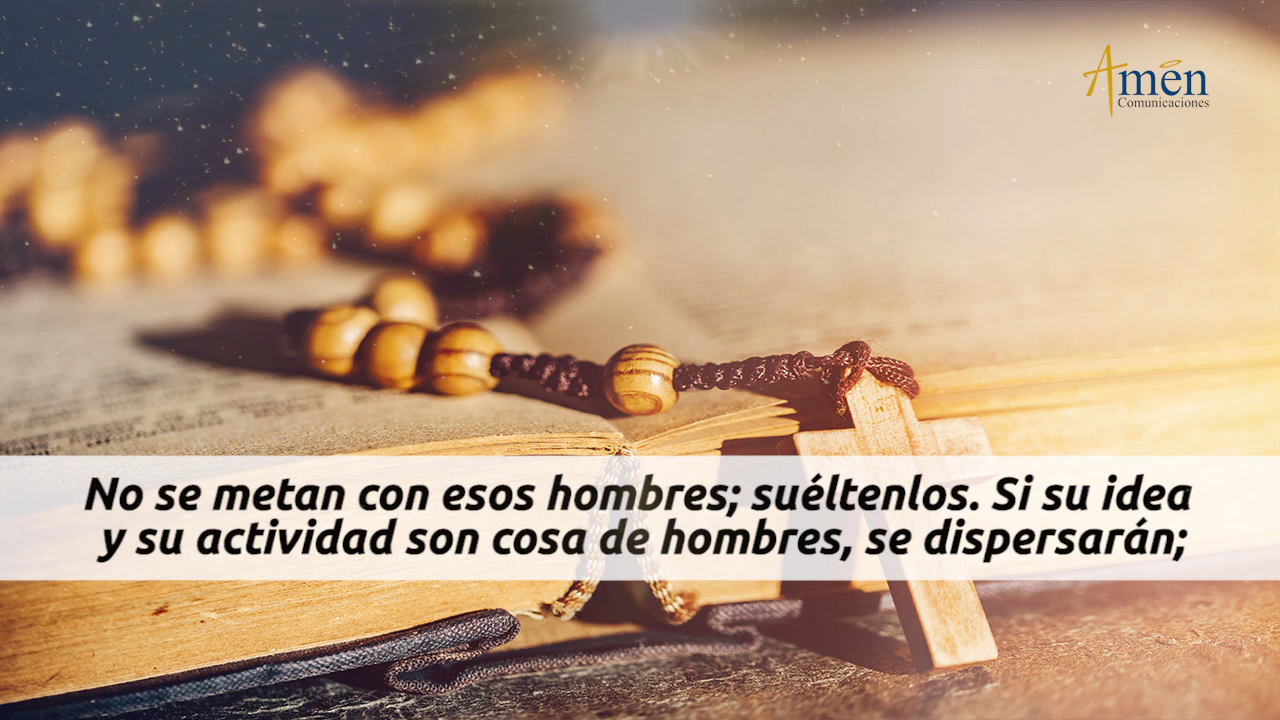 Amén
Comunicaciones
No se metan con esos hombres; suéltenlos. Si su idea
y su actividad son cosa de hombres, se dispersarán;